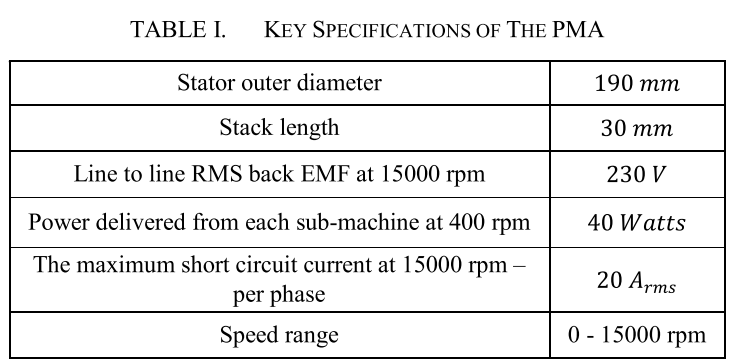 TABLE I. KEY SPECIFICATIONS OF THE PMA
Stator outer diameter 190 mm
Stack length 30 mm
Line to line RMS back EMF at 15000 rpm 230 V
Power delivered from each sub-machine at 400 rpm 40 Watts
The maximum short circuit current at 15000 rpm –
per phase 20 Arms
Speed range 0 - 15000 rpm